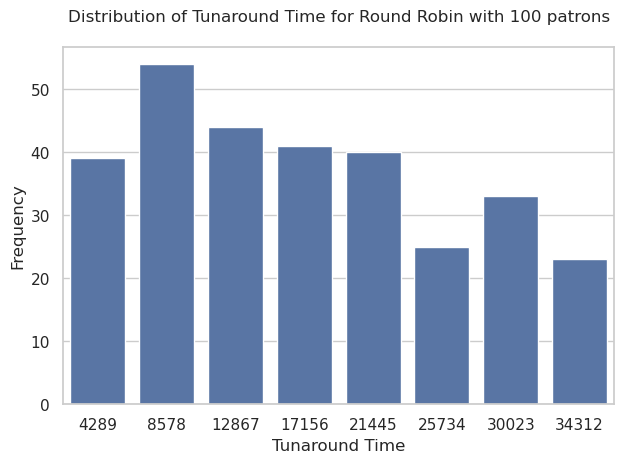 Distribution of Tunaround Time for Round Robin with 100 patrons
50
40
30
20
10
0
Frequency
4289 8578 12867 17156 21445 25734 30023 34312
Tunaround Time